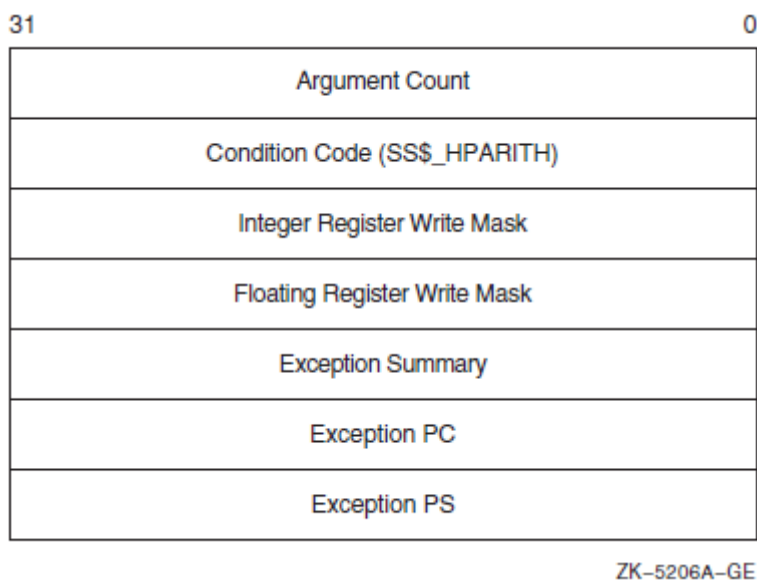 31 0
Argument Count
Condition Code (SS$_HPARITH)
Integer Register Write Mask
Floating Register Write Mask
Exception Summary
Exception PC
Exception PS
ZK–5206A–GE